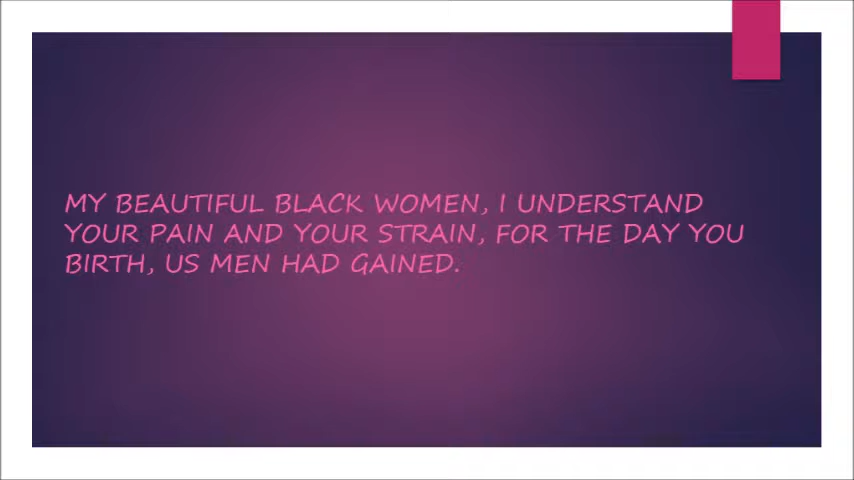 MY BEAUTIFUL BLACK WOMEN, I UNDERSTAND
YOUR PAIN AND YOUR STRAIN, FOR THE DAY YOU
BIRTH, US MEN HAD GAINED.